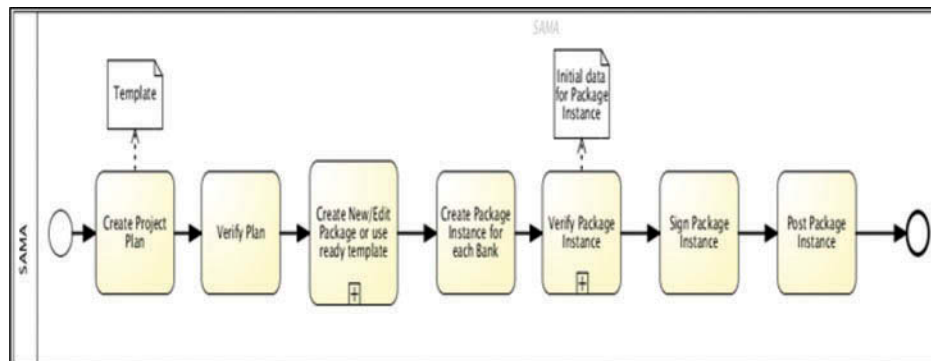 SAMA
SAMA
Template
Initial data
for Package
Instance
Create Project
Plan
Verify Plan
Create New/Edit
Package or use
ready template
Create Package
Instance for
each Bank
Verify Package
Instance
Sign Package
Instance
Post Package
Instance